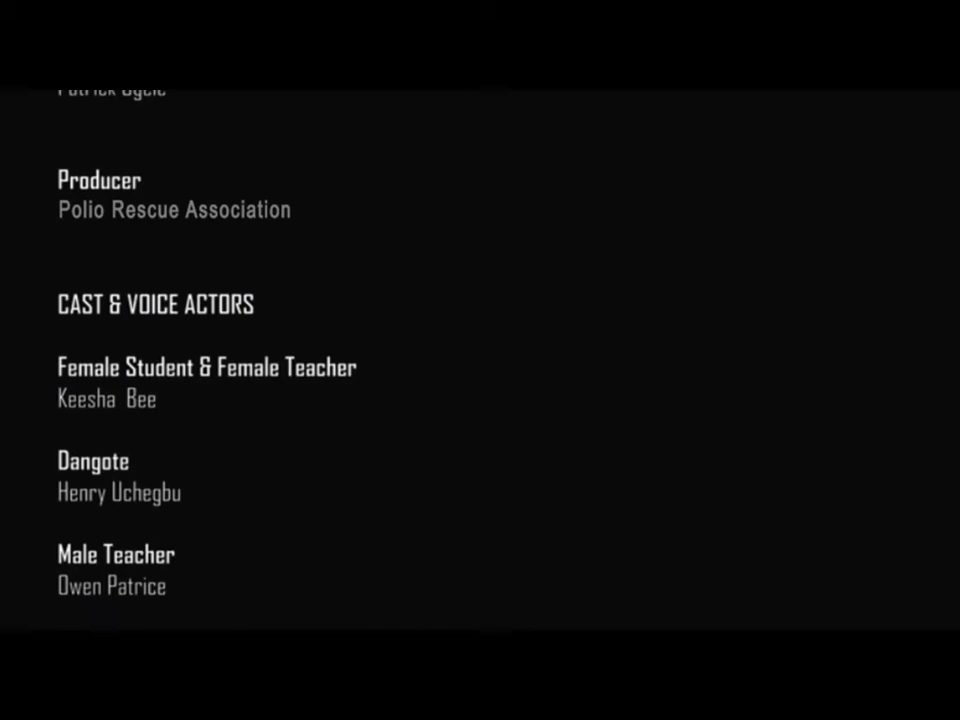 Patrick
Producer
Polio Rescue Association
CAST & VOICE ACTORS
Female Student & Female Teacher
Keesha Bee
Dangote
Henry Uchegbu
Male Teacher
Owen Patrice